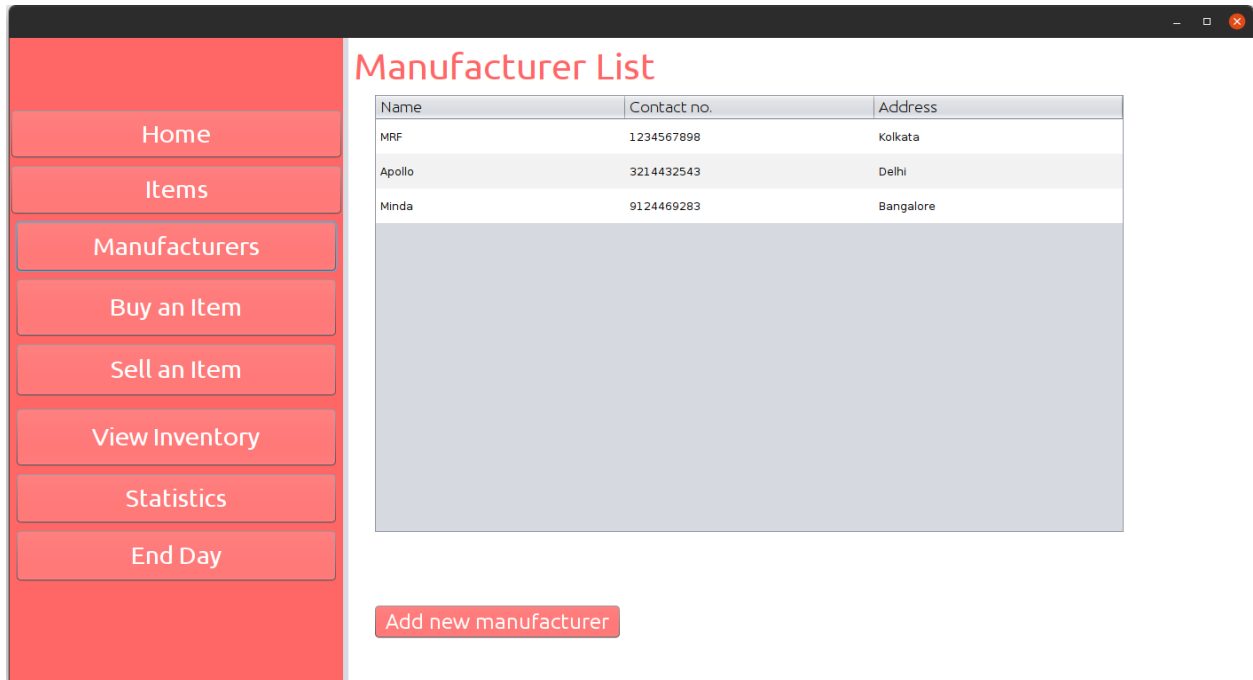 Manufacturer List
Home
Items
Manufacturers
Buy an Item
Sell an Item
View Inventory
Statistics
End Day
Name Contact no. Address
MRF 1234567898 Kolkata
Apollo 3214432543 Delhi
Minda 9124469283 Bangalore
Add new manufacturer